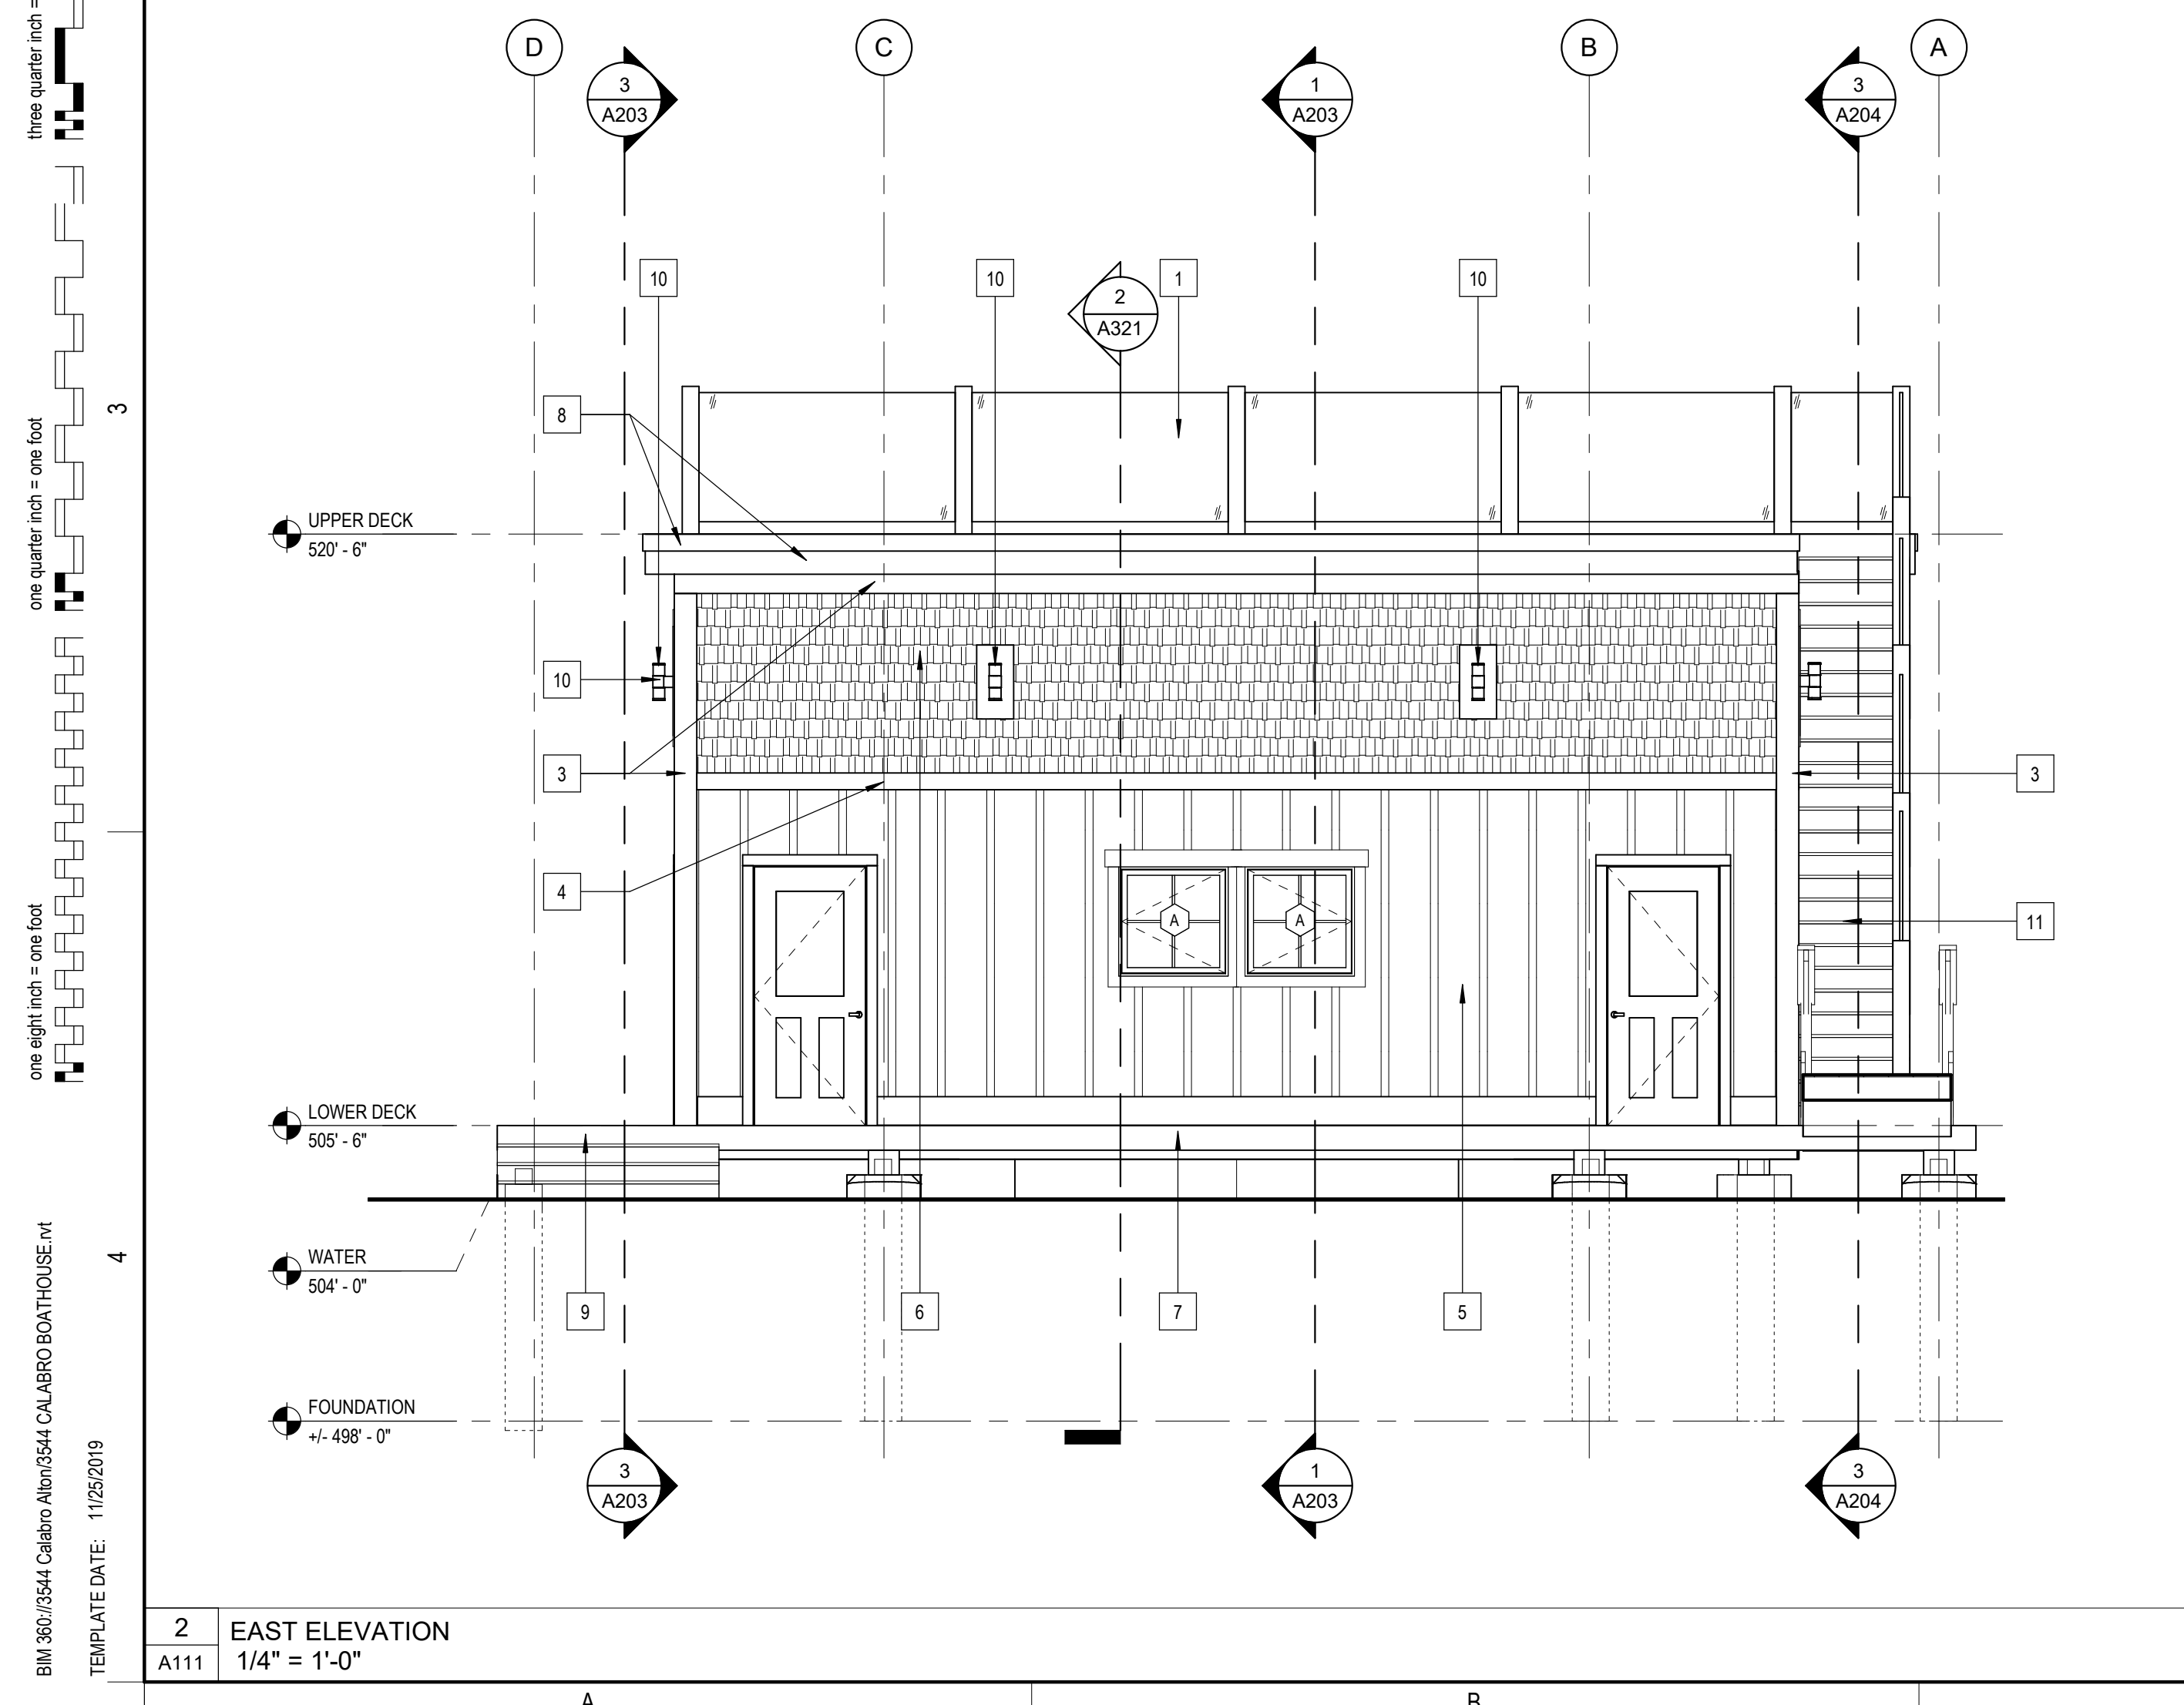 three quarter inch =
one quarter inch = one foot
one eight inch = one foot
BIM 360://3544 Calabro Alton/3544 CALABRO BOATHOUSE.rvt
TEMPLATE DATE: 11/25/2019
3
4
D
C
B
A
3
A203
1
A203
3
A204
10
10
1
10
2
A321
8
UPPER DECK
520' - 6"
10
3
3
4
A
A
11
LOWER DECK
505' - 6"
WATER
504' - 0"
9
6
7
5
FOUNDATION
+/- 498' - 0"
3
A203
1
A203
3
A204
2
A111
EAST ELEVATION
1/4" = 1'-0"
A
B